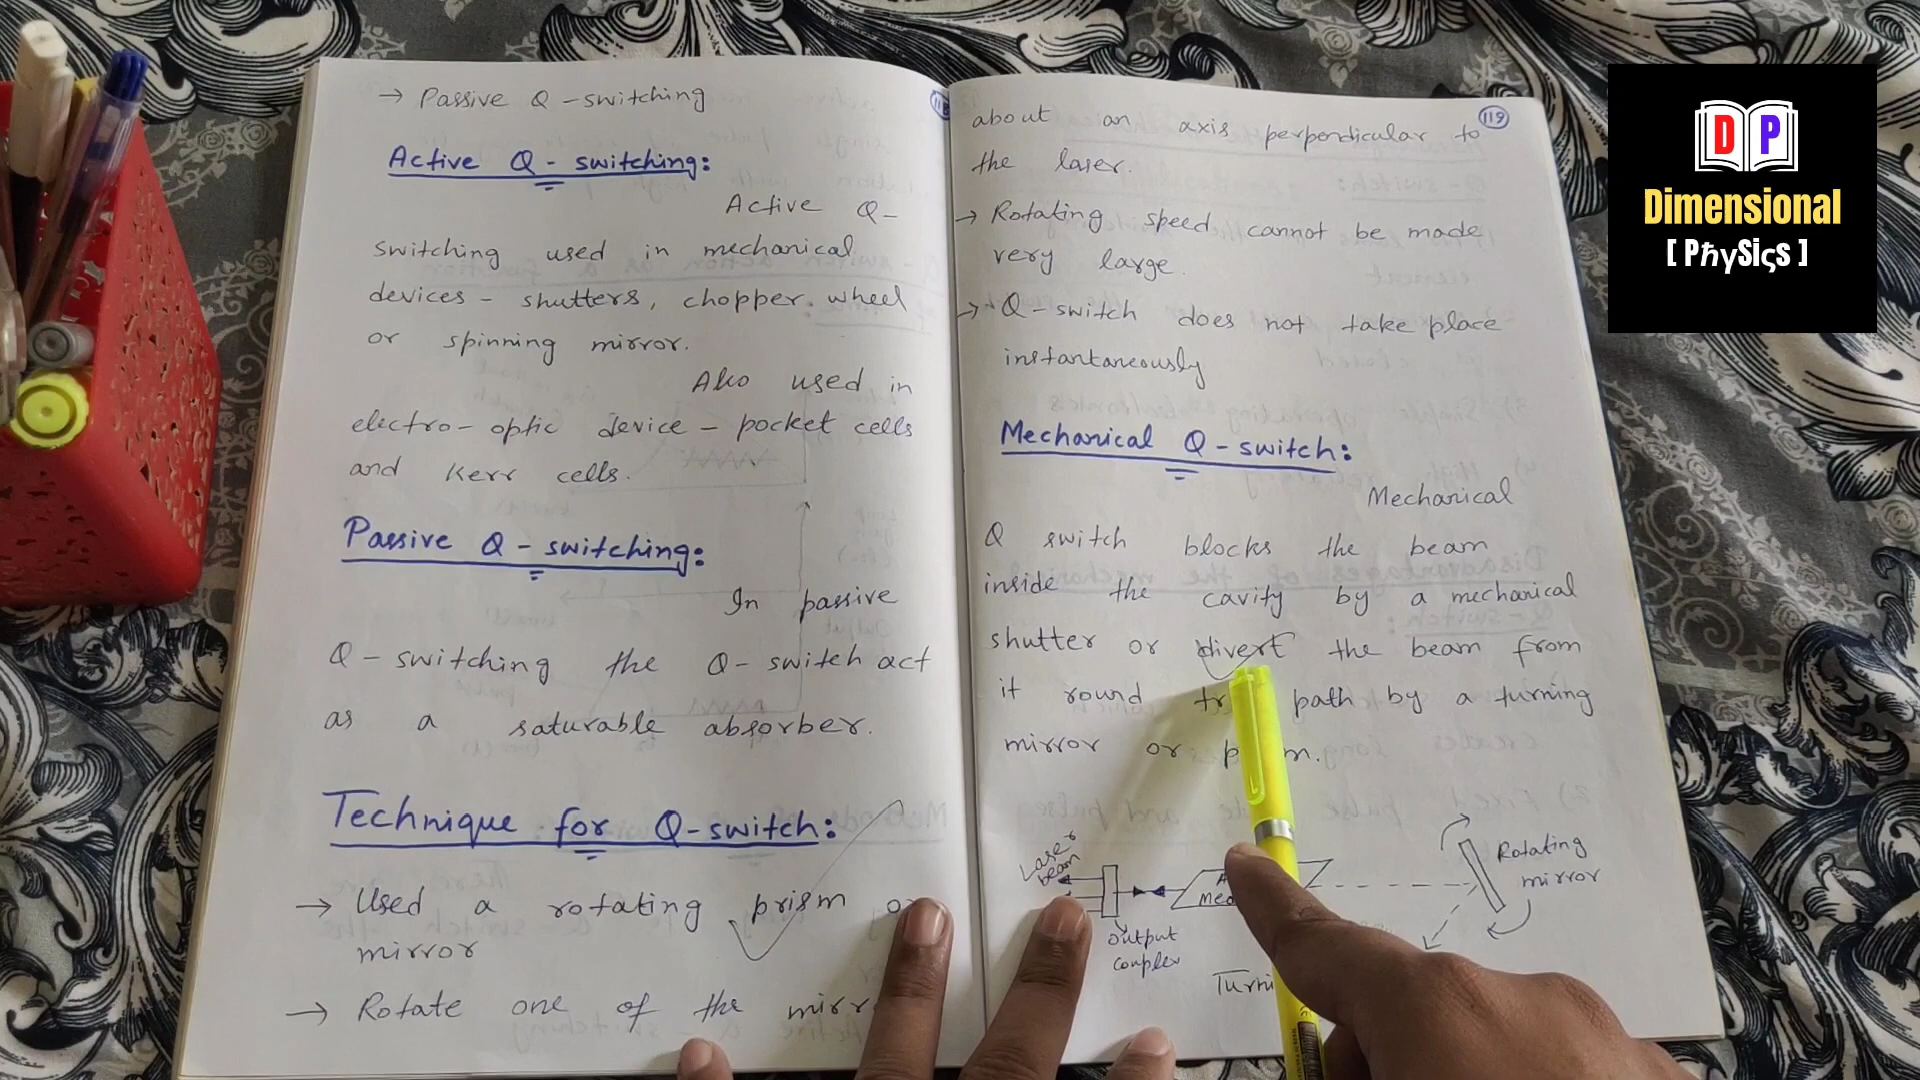 → Passive Q-switching
Active Q-switching:
Active Q-
switching used in mechanical
devices - shutters, chopper wheel
or spinning mirror.
Also used in
electro-optic device - pocket cells
and Kerr cells.
Passive Q-switching:
In passive
Q-switching the Q-switch act
as a saturable absorber.
Technique for Q-switch:
→ Used a rotating prism or
mirror
→ Rotate one of the
119
about an axis perpendicular to
the laser.
→ Rotating speed cannot be made
very large.
→ Q-switch does not take place
instantaneously
Mechanical Q-switch:
Mechanical
Q switch blocks the beam
inside the cavity by a mechanical
shutter or divert the beam from
it round path by a turning
mirror or
Laser
beam
Output
coupler
Rotating
mirror
DP
Dimensional
[PℏγSiςs]